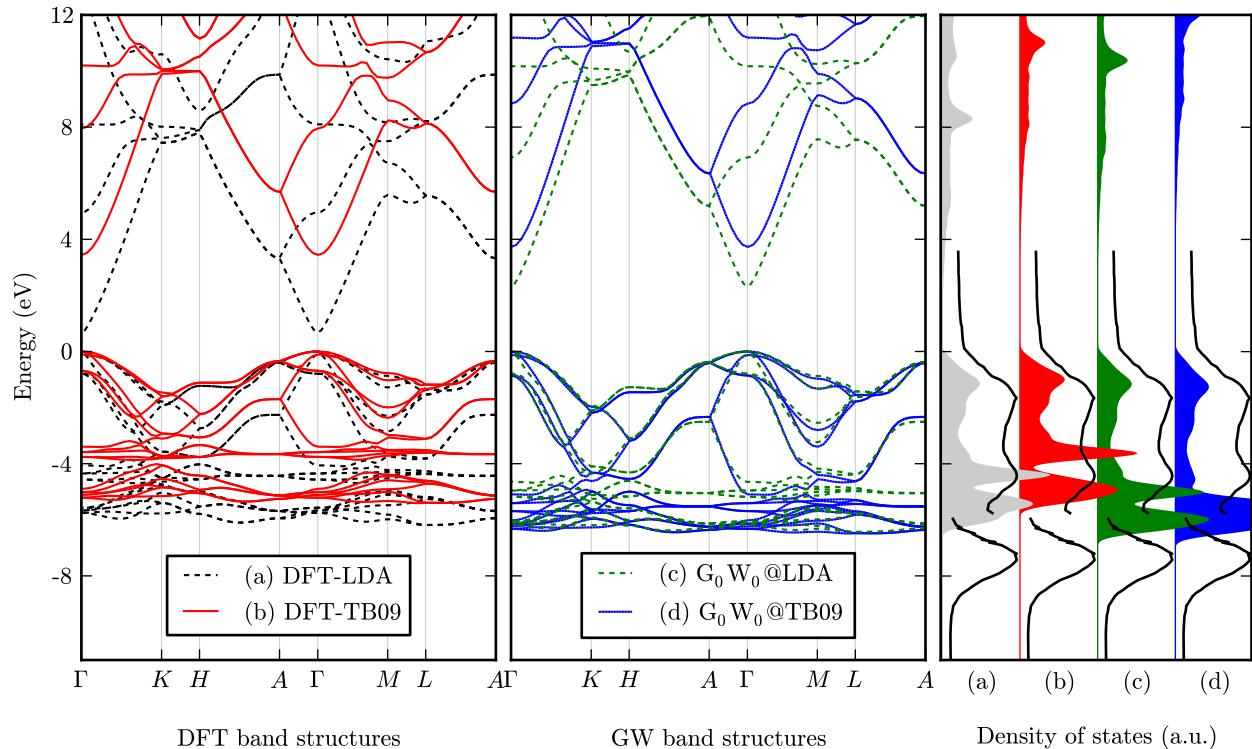 12
8
4
0
-4
-8
Energy (eV)
(a) DFT-LDA
(b) DFT-TB09
(c) G₀W₀@LDA
(d) G₀W₀@TB09
Γ K H A Γ M L A
Γ K H A Γ M L A
(a) (b) (c) (d)
DFT band structures
GW band structures
Density of states (a.u.)